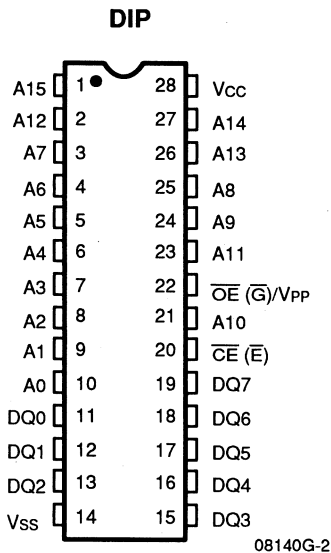 DIP
A15 1 28 VCC
A12 2 27 A14
A7 3 26 A13
A6 4 25 A8
A5 5 24 A9
A4 6 23 A11
A3 7 22 OE (G)/VPP
A2 8 21 A10
A1 9 20 CE (E)
A0 10 19 DQ7
DQ0 11 18 DQ6
DQ1 12 17 DQ5
DQ2 13 16 DQ4
VSS 14 15 DQ3
08140G-2